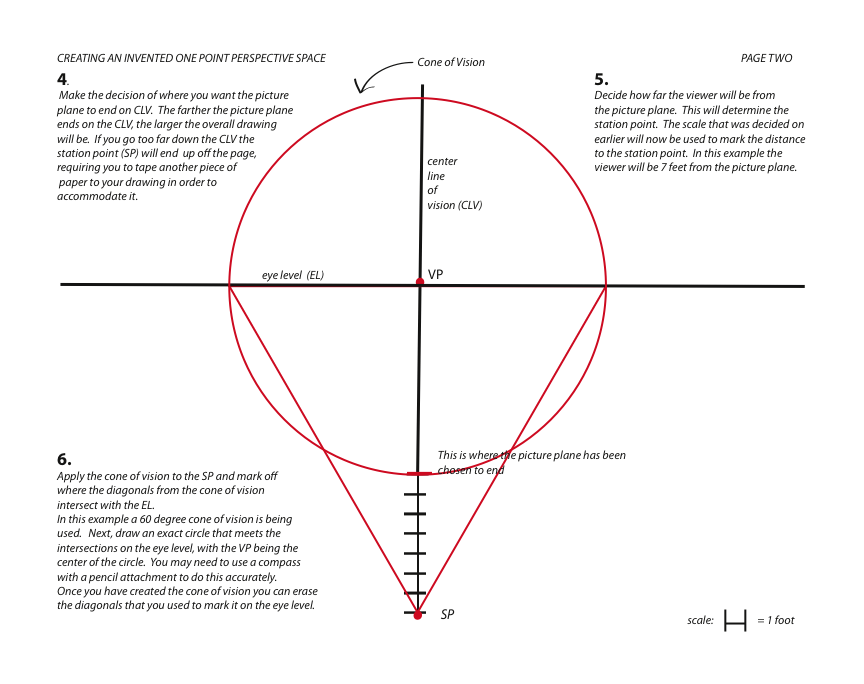 CREATING AN INVENTED ONE POINT PERSPECTIVE SPACE
PAGE TWO
Cone of Vision
4.
Make the decision of where you want the picture
plane to end on CLV. The farther the picture plane
ends on the CLV, the larger the overall drawing
will be. If you go too far down the CLV the
station point (SP) will end up off the page,
requiring you to tape another piece of
paper to your drawing in order to
accommodate it.
5.
Decide how far the viewer will be from
the picture plane. This will determine the
station point. The scale that was decided on
earlier will now be used to mark the distance
to the station point. In this example the
viewer will be 7 feet from the picture plane.
center
line
of
vision (CLV)
eye level (EL)
VP
This is where the picture plane has been
chosen to end
6.
Apply the cone of vision to the SP and mark off
where the diagonals from the cone of vision
intersect with the EL.
In this example a 60 degree cone of vision is being
used. Next, draw an exact circle that meets the
intersections on the eye level, with the VP being the
center of the circle. You may need to use a compass
with a pencil attachment to do this accurately.
Once you have created the cone of vision you can erase
the diagonals that you used to mark it on the eye level.
SP
scale: = 1 foot